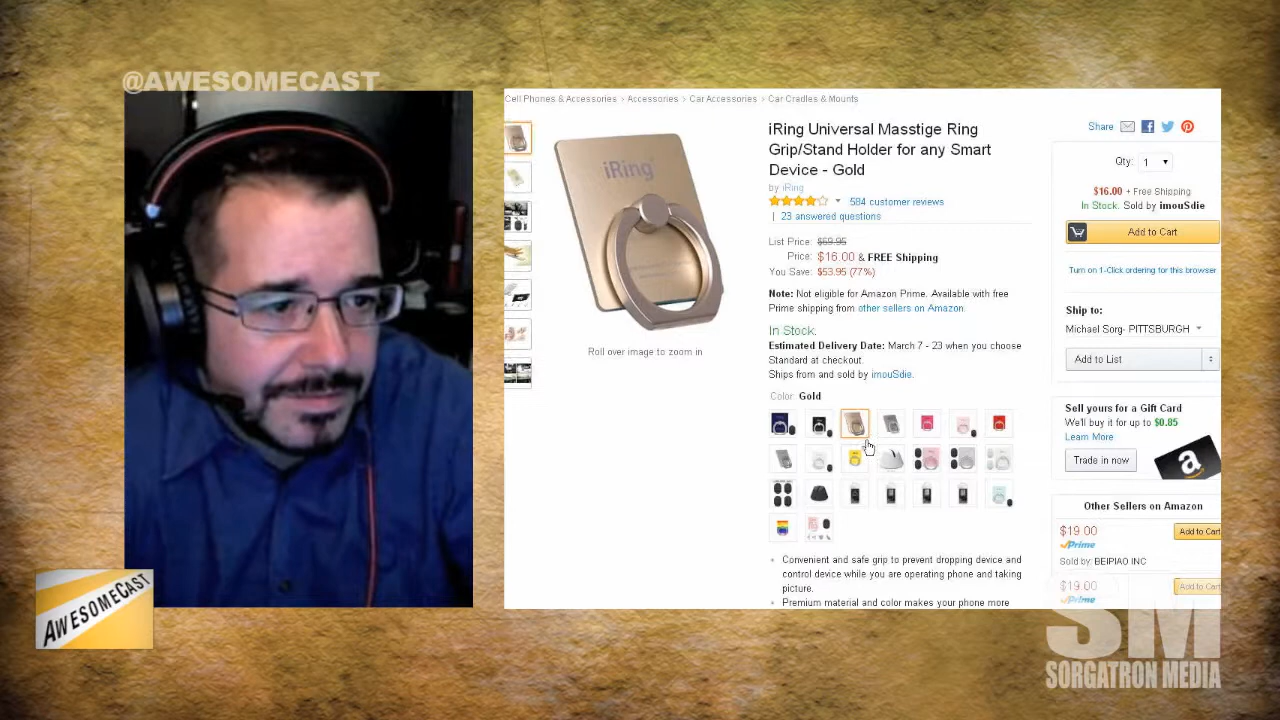 @AWESOMECAST
Cell Phones & Accessories > Accessories > Car Accessories > Car Cradles & Mounts
iRing
Roll over image to zoom in
iRing Universal Masstige Ring
Grip/Stand Holder for any Smart
Device - Gold
by iRing
584 customer reviews
| 23 answered questions
List Price: $69.95
Price: $16.00 & FREE Shipping
You Save: $53.95 (77%)
Note: Not eligible for Amazon Prime. Available with free
Prime shipping from other sellers on Amazon.
In Stock.
Estimated Delivery Date: March 7 - 23 when you choose
Standard at checkout.
Ships from and sold by imouSdie.
Color: Gold
Convenient and safe grip to prevent dropping device and
control device while you are operating phone and taking
picture.
Premium material and color makes your phone more
Share
Qty: 1
$16.00 + Free Shipping
In Stock. Sold by imouSdie
Add to Cart
Turn on 1-Click ordering for this browser
Ship to:
Michael Sorg- PITTSBURGH
Add to List
Sell yours for a Gift Card
We'll buy it for up to $0.85
Learn More
Trade in now
a
Other Sellers on Amazon
$19.00
Add to Cart
Prime
Sold by: BEIPIAO INC
$19.00
Add to Cart
Prime
AWESOMECAST
SM
SORGATRON MEDIA